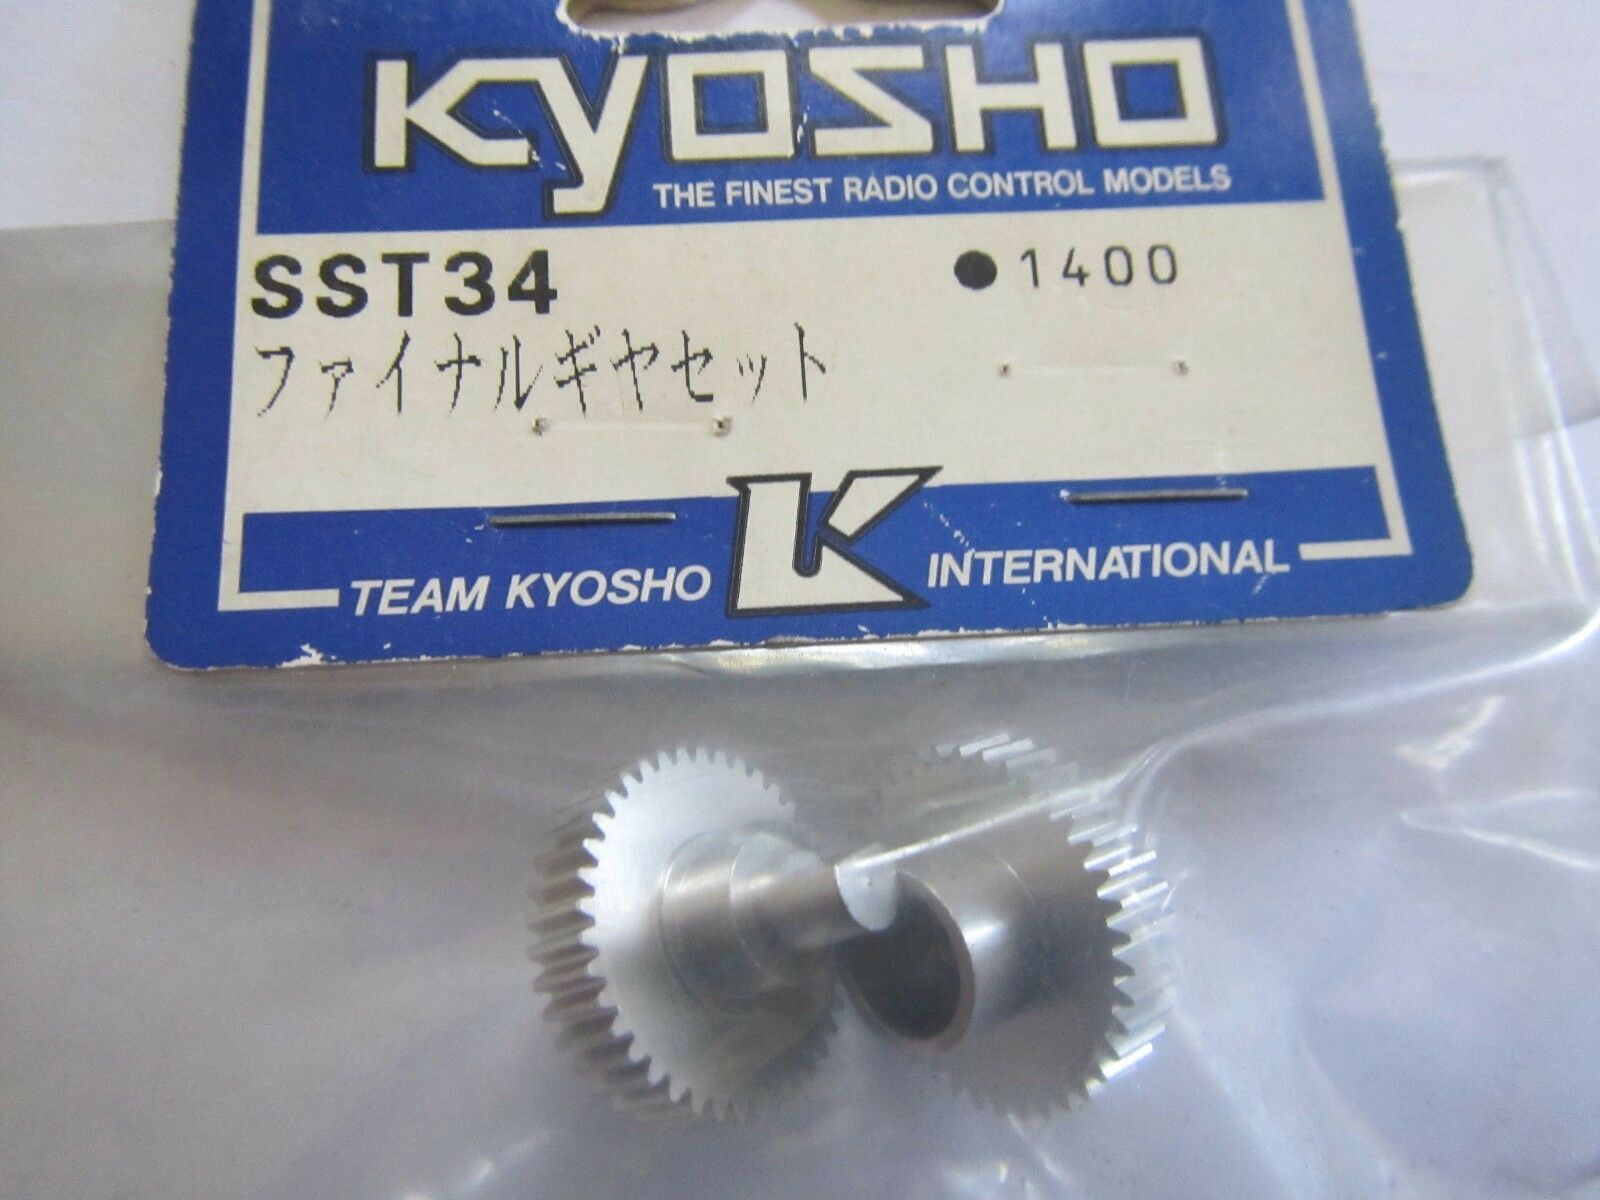 KYOSHO
THE FINEST RADIO CONTROL MODELS
SST34 ●1400
ファイナルギヤセット
TEAM KYOSHO K INTERNATIONAL